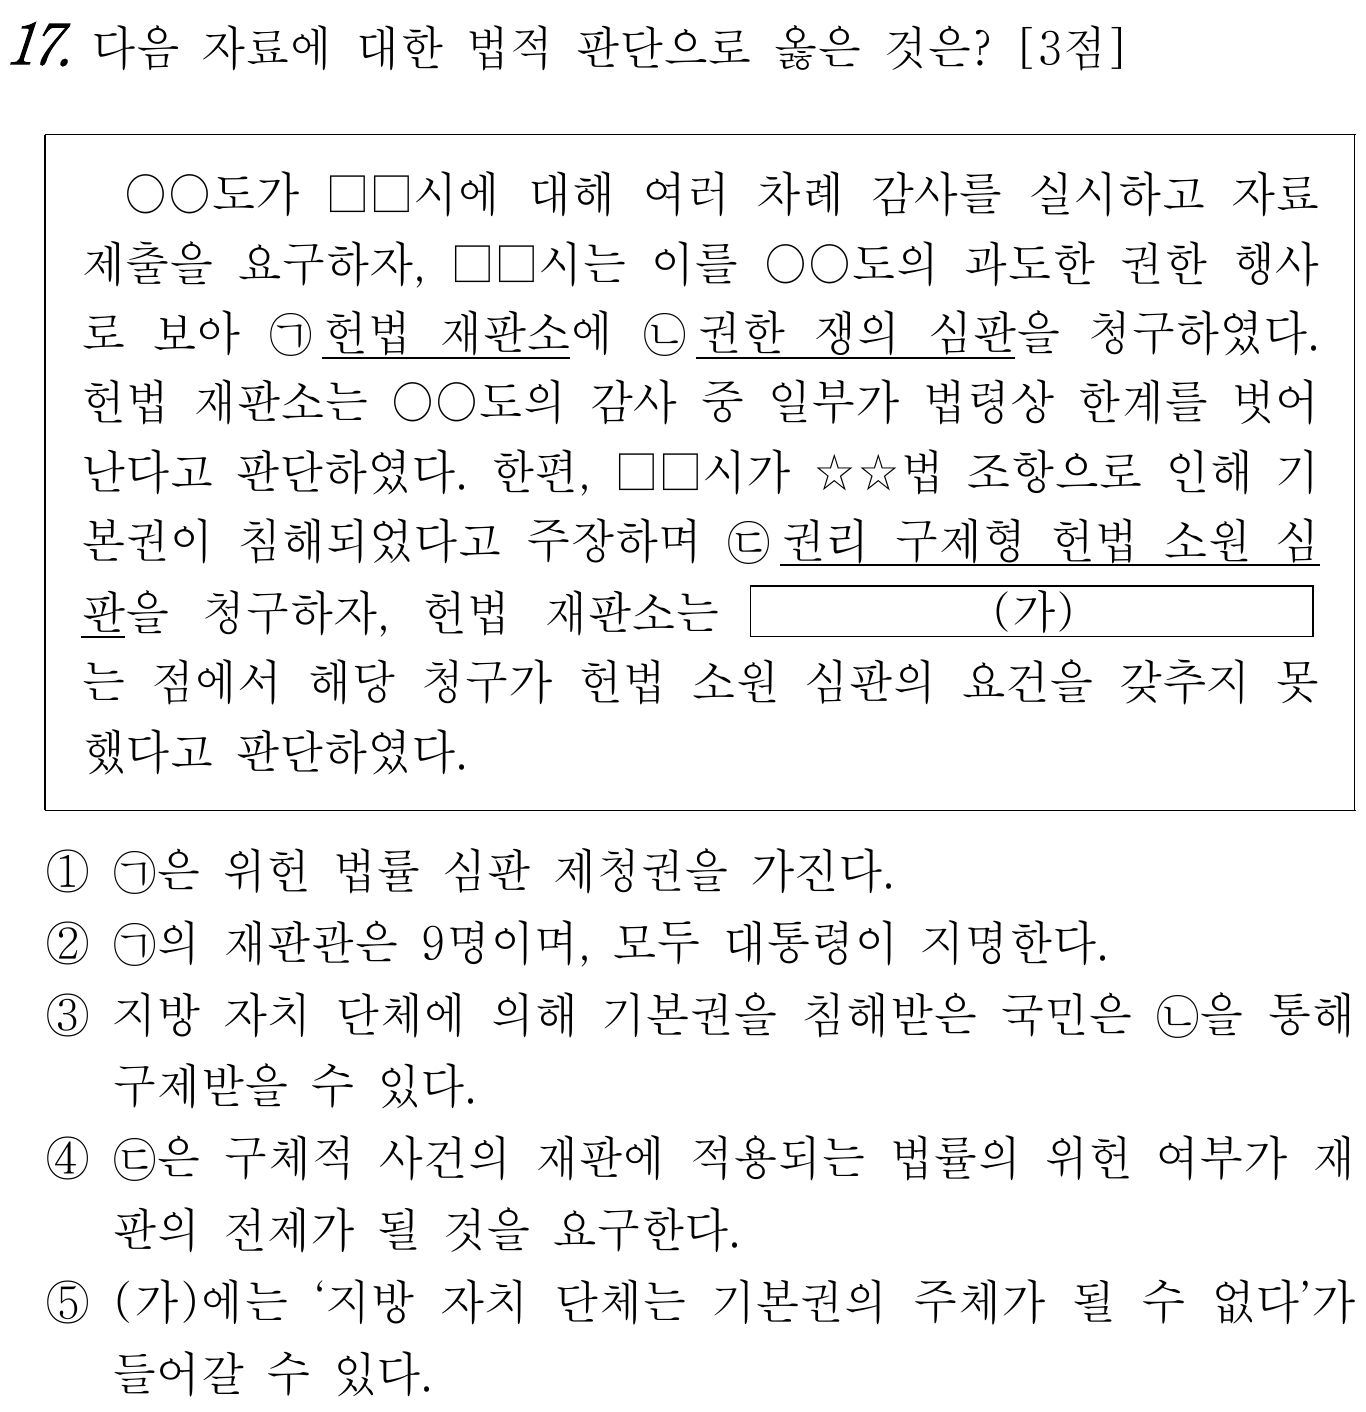 17. 다음 자료에 대한 법적 판단으로 옳은 것은? [3점]
○○도가 □□시에 대해 여러 차례 감사를 실시하고 자료
제출을 요구하자, □□시는 이를 ○○도의 과도한 권한 행사
로 보아 ㉠헌법 재판소에 ㉡권한 쟁의 심판을 청구하였다.
헌법 재판소는 ○○도의 감사 중 일부가 법령상 한계를 벗어
난다고 판단하였다. 한편, □□시가 ☆☆법 조항으로 인해 기
본권이 침해되었다고 주장하며 ㉢권리 구제형 헌법 소원 심
판을 청구하자, 헌법 재판소는 (가)
는 점에서 해당 청구가 헌법 소원 심판의 요건을 갖추지 못
했다고 판단하였다.
① ㉠은 위헌 법률 심판 제청권을 가진다.
② ㉠의 재판관은 9명이며, 모두 대통령이 지명한다.
③ 지방 자치 단체에 의해 기본권을 침해받은 국민은 ㉡을 통해
구제받을 수 있다.
④ ㉢은 구체적 사건의 재판에 적용되는 법률의 위헌 여부가 재
판의 전제가 될 것을 요구한다.
⑤ (가)에는 ‘지방 자치 단체는 기본권의 주체가 될 수 없다’가
들어갈 수 있다.